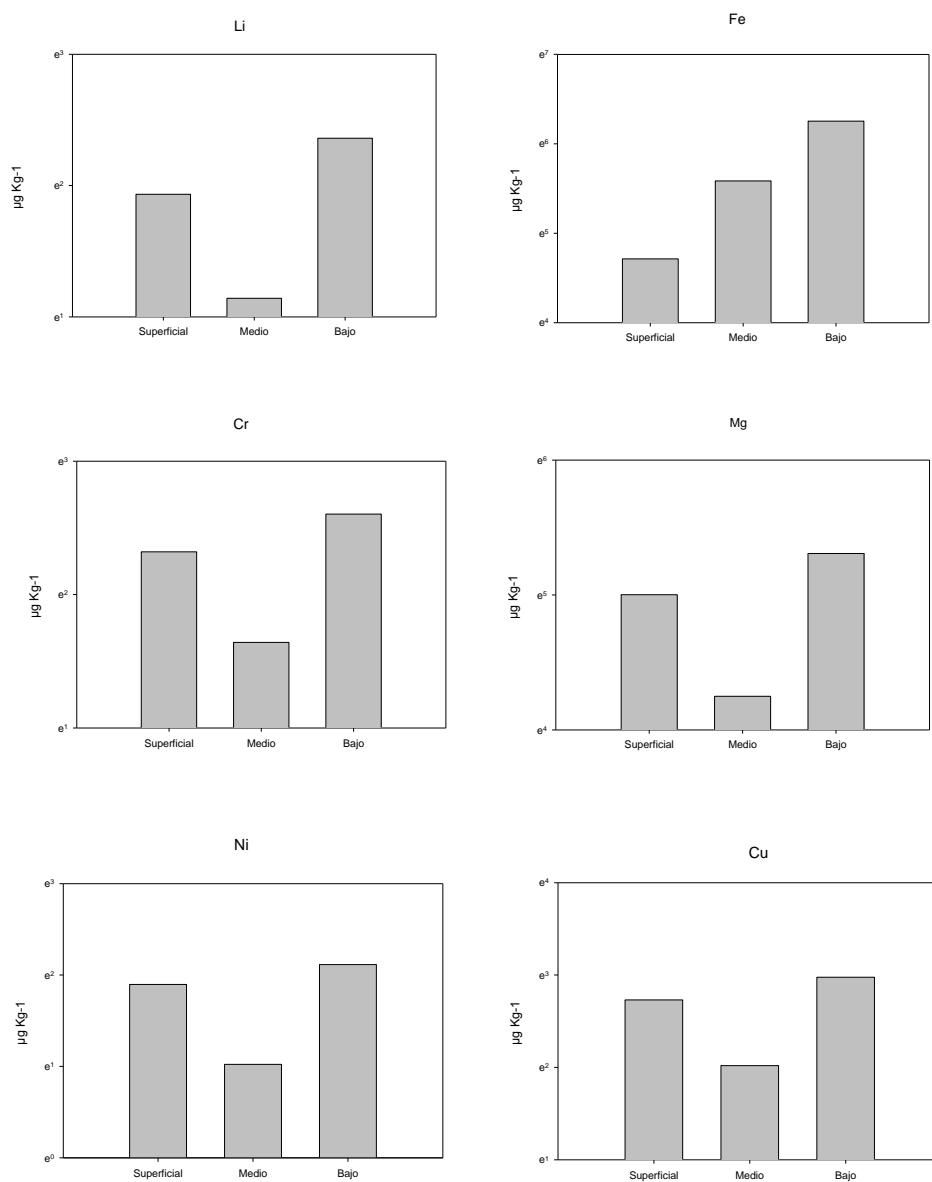 Li
e³
e²
e¹
µg Kg-1
Superficial Medio Bajo
Fe
e⁷
e⁶
e⁵
e⁴
µg Kg-1
Superficial Medio Bajo
Cr
e³
e²
e¹
µg Kg-1
Superficial Medio Bajo
Mg
e⁶
e⁵
e⁴
µg Kg-1
Superficial Medio Bajo
Ni
e³
e²
e¹
e⁰
µg Kg-1
Superficial Medio Bajo
Cu
e⁴
e³
e²
e¹
µg Kg-1
Superficial Medio Bajo